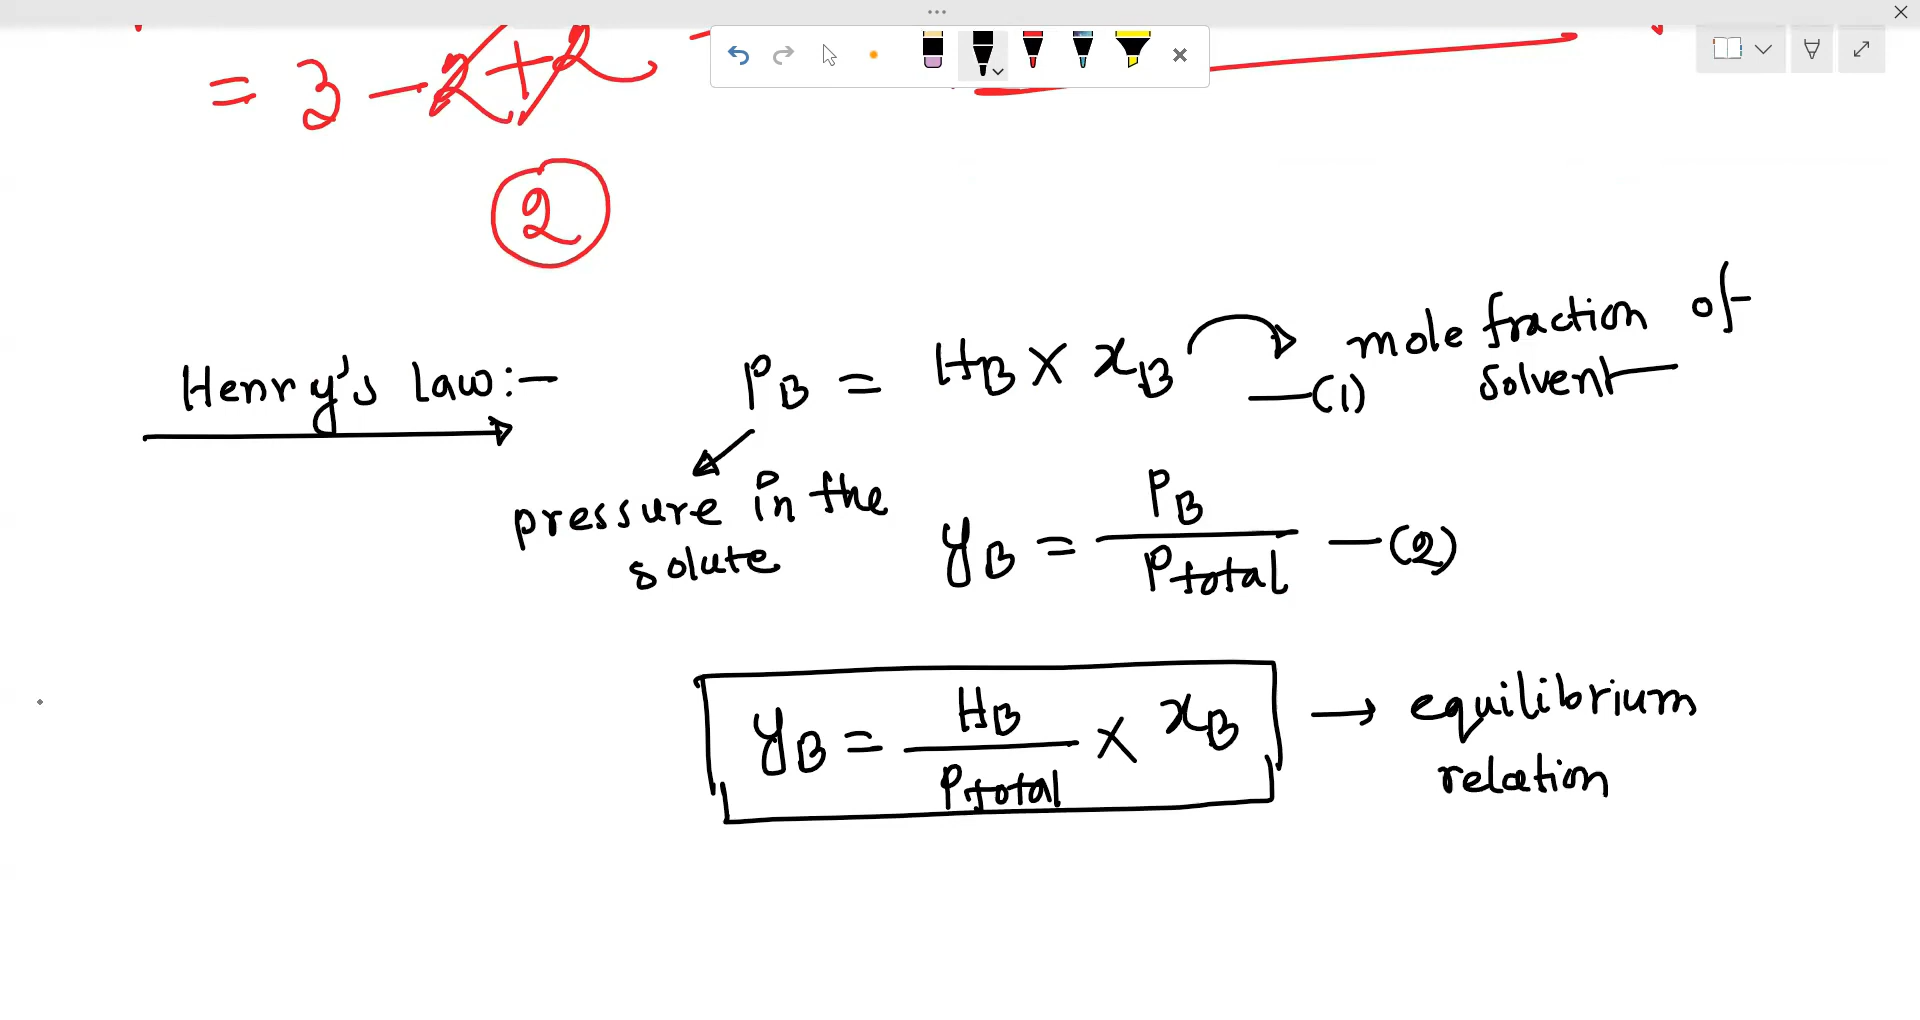 = 3 - 2 + 2
2
Henry's law:-
PB = HB × xB
mole fraction of
solvent
—(1)
pressure in the
solute
yB = PB / Ptotal —(2)
yB = HB / Ptotal × xB → equilibrium
relation